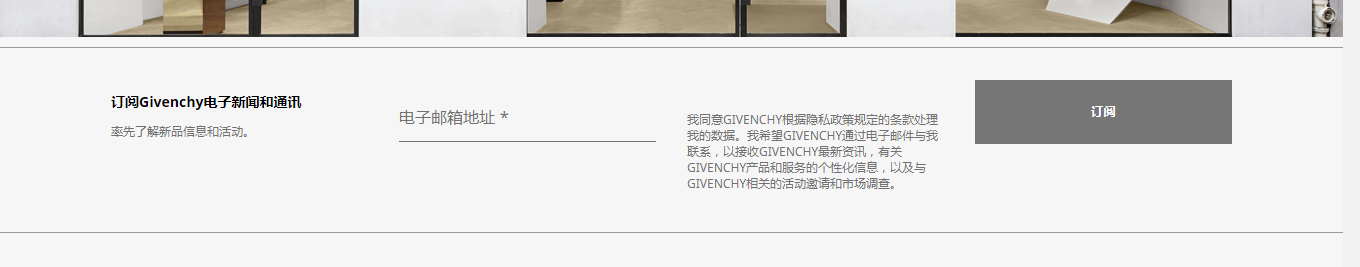 订阅Givenchy电子新闻和通讯
率先了解新品信息和活动。
电子邮箱地址 *
我同意GIVENCHY根据隐私政策规定的条款处理
我的数据。我希望GIVENCHY通过电子邮件与我
联系，以接收GIVENCHY最新资讯，有关
GIVENCHY产品和服务的个性化信息，以及与
GIVENCHY相关的活动邀请和市场调查。
订阅